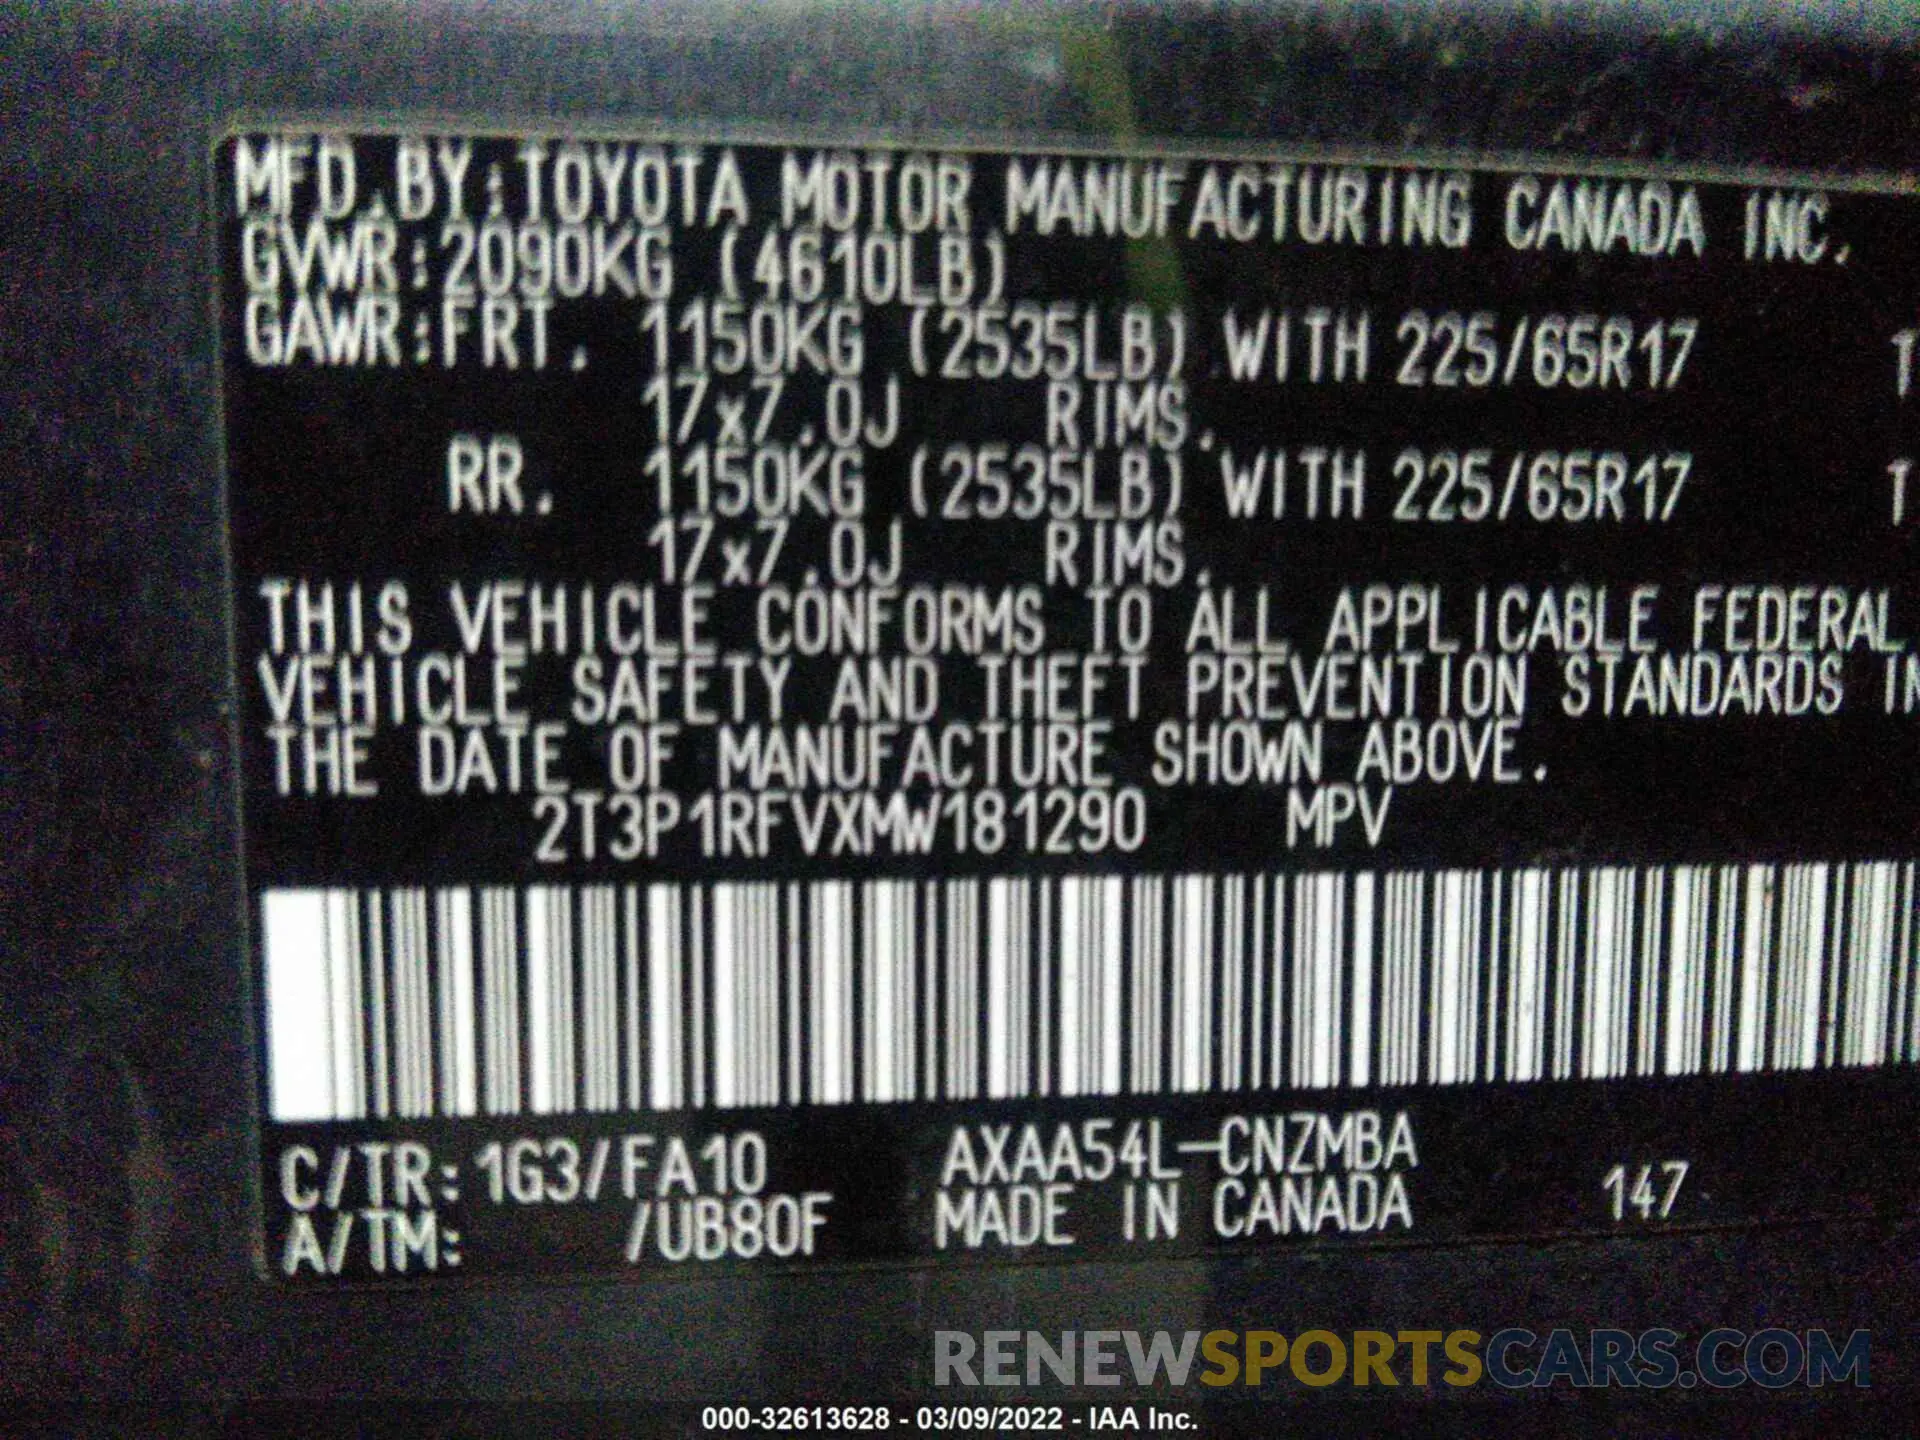 MFD.BY:TOYOTA MOTOR MANUFACTURING CANADA INC.
GVWR:2090KG (4610LB)
GAWR:FRT. 1150KG (2535LB) WITH 225/65R17 T
17x7.0J RIMS.
RR. 1150KG (2535LB) WITH 225/65R17 T
17x7.0J RIMS.
THIS VEHICLE CONFORMS TO ALL APPLICABLE FEDERAL
VEHICLE SAFETY AND THEFT PREVENTION STANDARDS IN
THE DATE OF MANUFACTURE SHOWN ABOVE.
2T3P1RFVXMW181290 MPV
C/TR:1G3/FA10 AXAA54L-CNZMBA
A/TM: /UB80F MADE IN CANADA 147
RENEWSPORTSCARS.COM
000-32613628 - 03/09/2022 - IAA Inc.